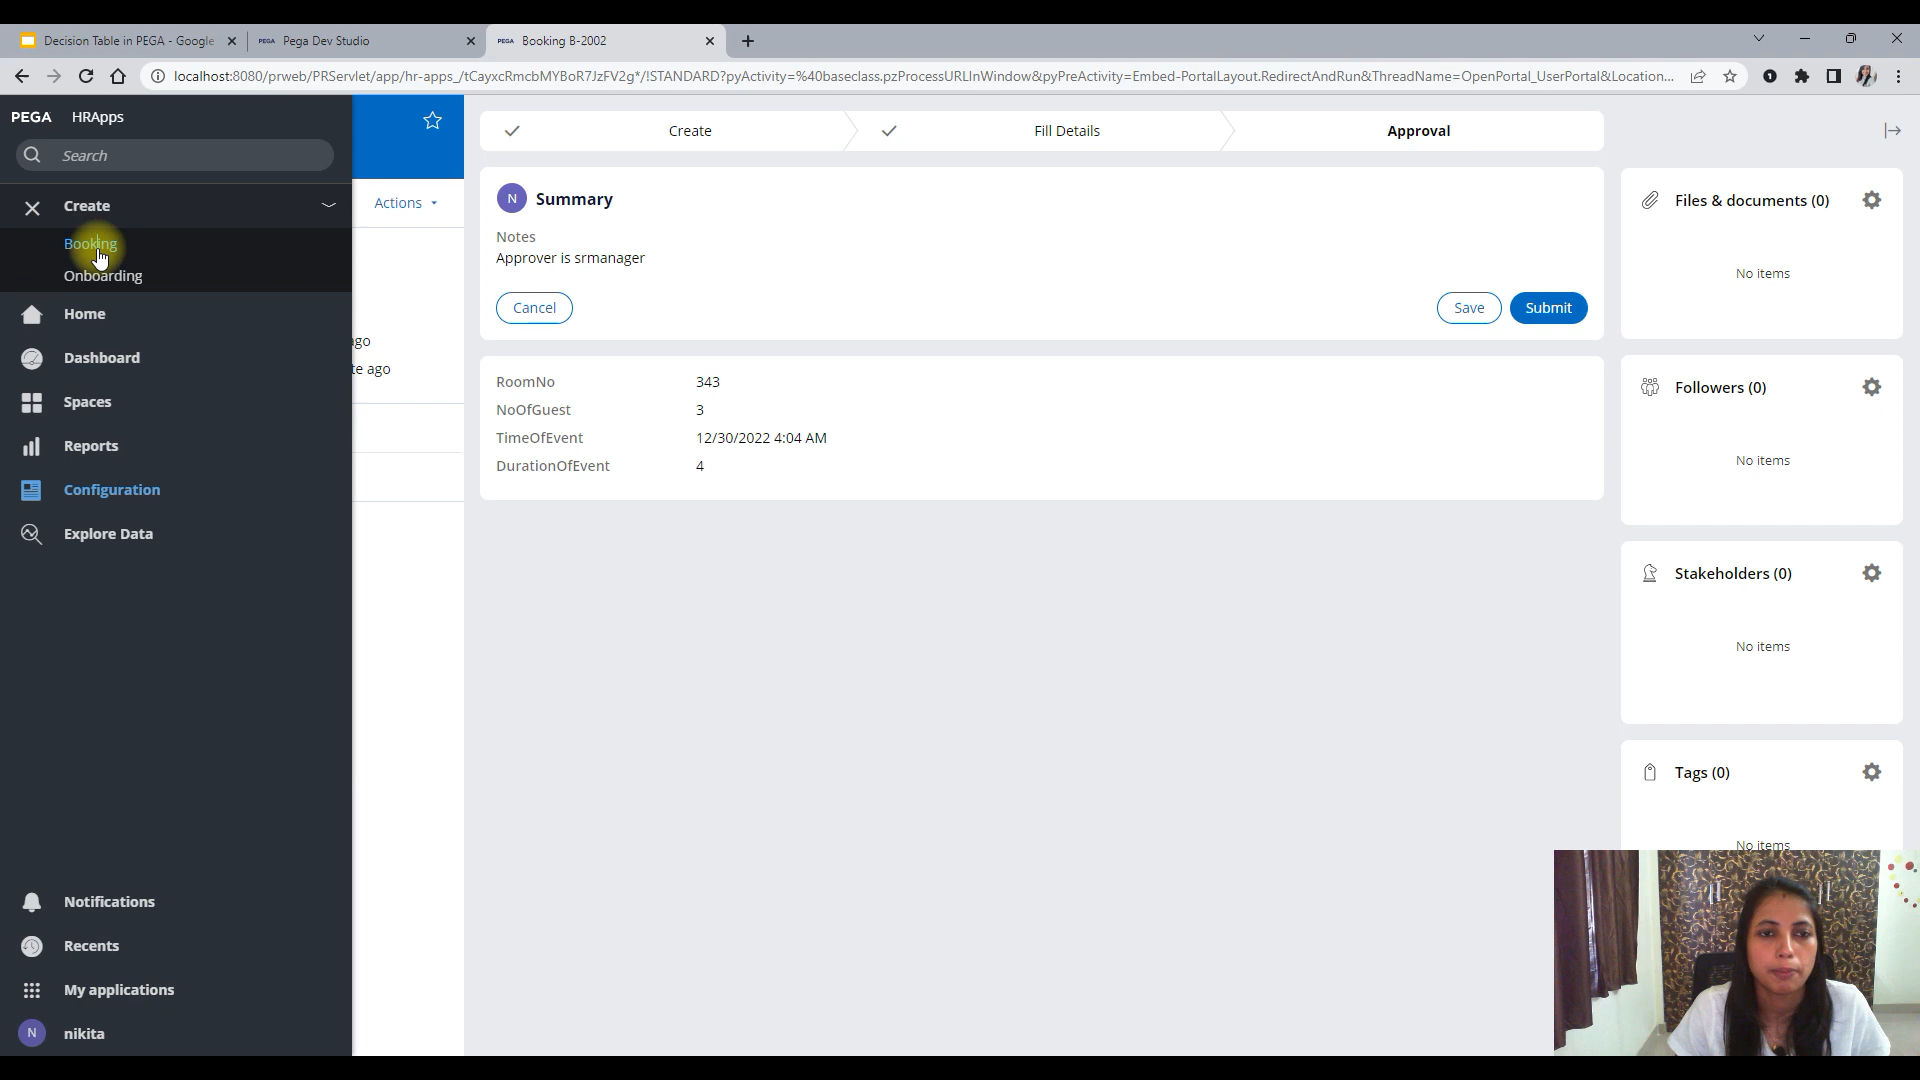 Decision Table in PEGA - Google
PEGA Pega Dev Studio
PEGA Booking B-2002
localhost:8080/prweb/PRServlet/app/hr-apps_/tCayxcRmcbMYBoR7JzFV2g*/!STANDARD?pyActivity=%40baseclass.pzProcessURLInWindow&pyPreActivity=Embed-PortalLayout.RedirectAndRun&ThreadName=OpenPortal_UserPortal&Location...
PEGA HRApps
Search
Create
Booking
Onboarding
Home
Dashboard
Spaces
Reports
Configuration
Explore Data
Notifications
Recents
My applications
N nikita
Actions
ago
te ago
Create
Fill Details
Approval
N Summary
Notes
Approver is srmanager
Cancel
Save
Submit
RoomNo 343
NoOfGuest 3
TimeOfEvent 12/30/2022 4:04 AM
DurationOfEvent 4
Files & documents (0)
No items
Followers (0)
No items
Stakeholders (0)
No items
Tags (0)
No items